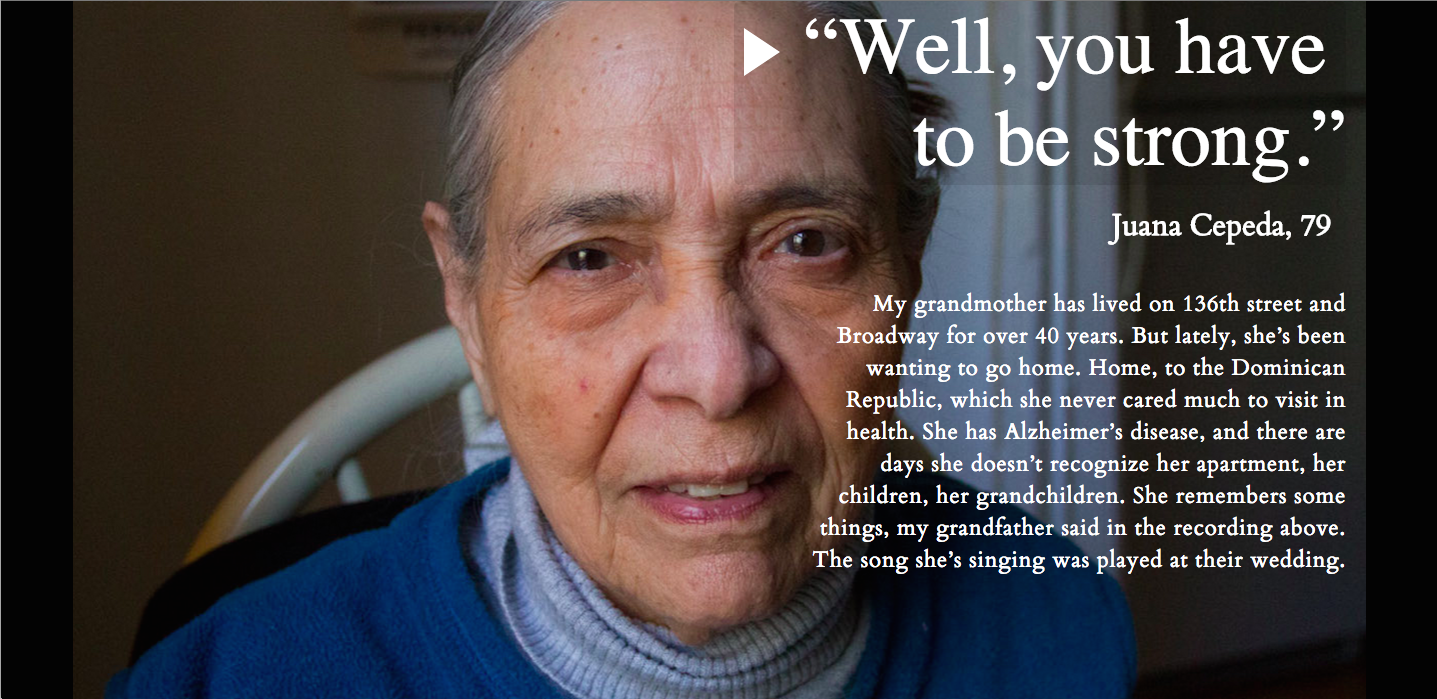 “Well, you have
to be strong.”
Juana Cepeda, 79
My grandmother has lived on 136th street and
Broadway for over 40 years. But lately, she’s been
wanting to go home. Home, to the Dominican
Republic, which she never cared much to visit in
health. She has Alzheimer’s disease, and there are
days she doesn’t recognize her apartment, her
children, her grandchildren. She remembers some
things, my grandfather said in the recording above.
The song she’s singing was played at their wedding.